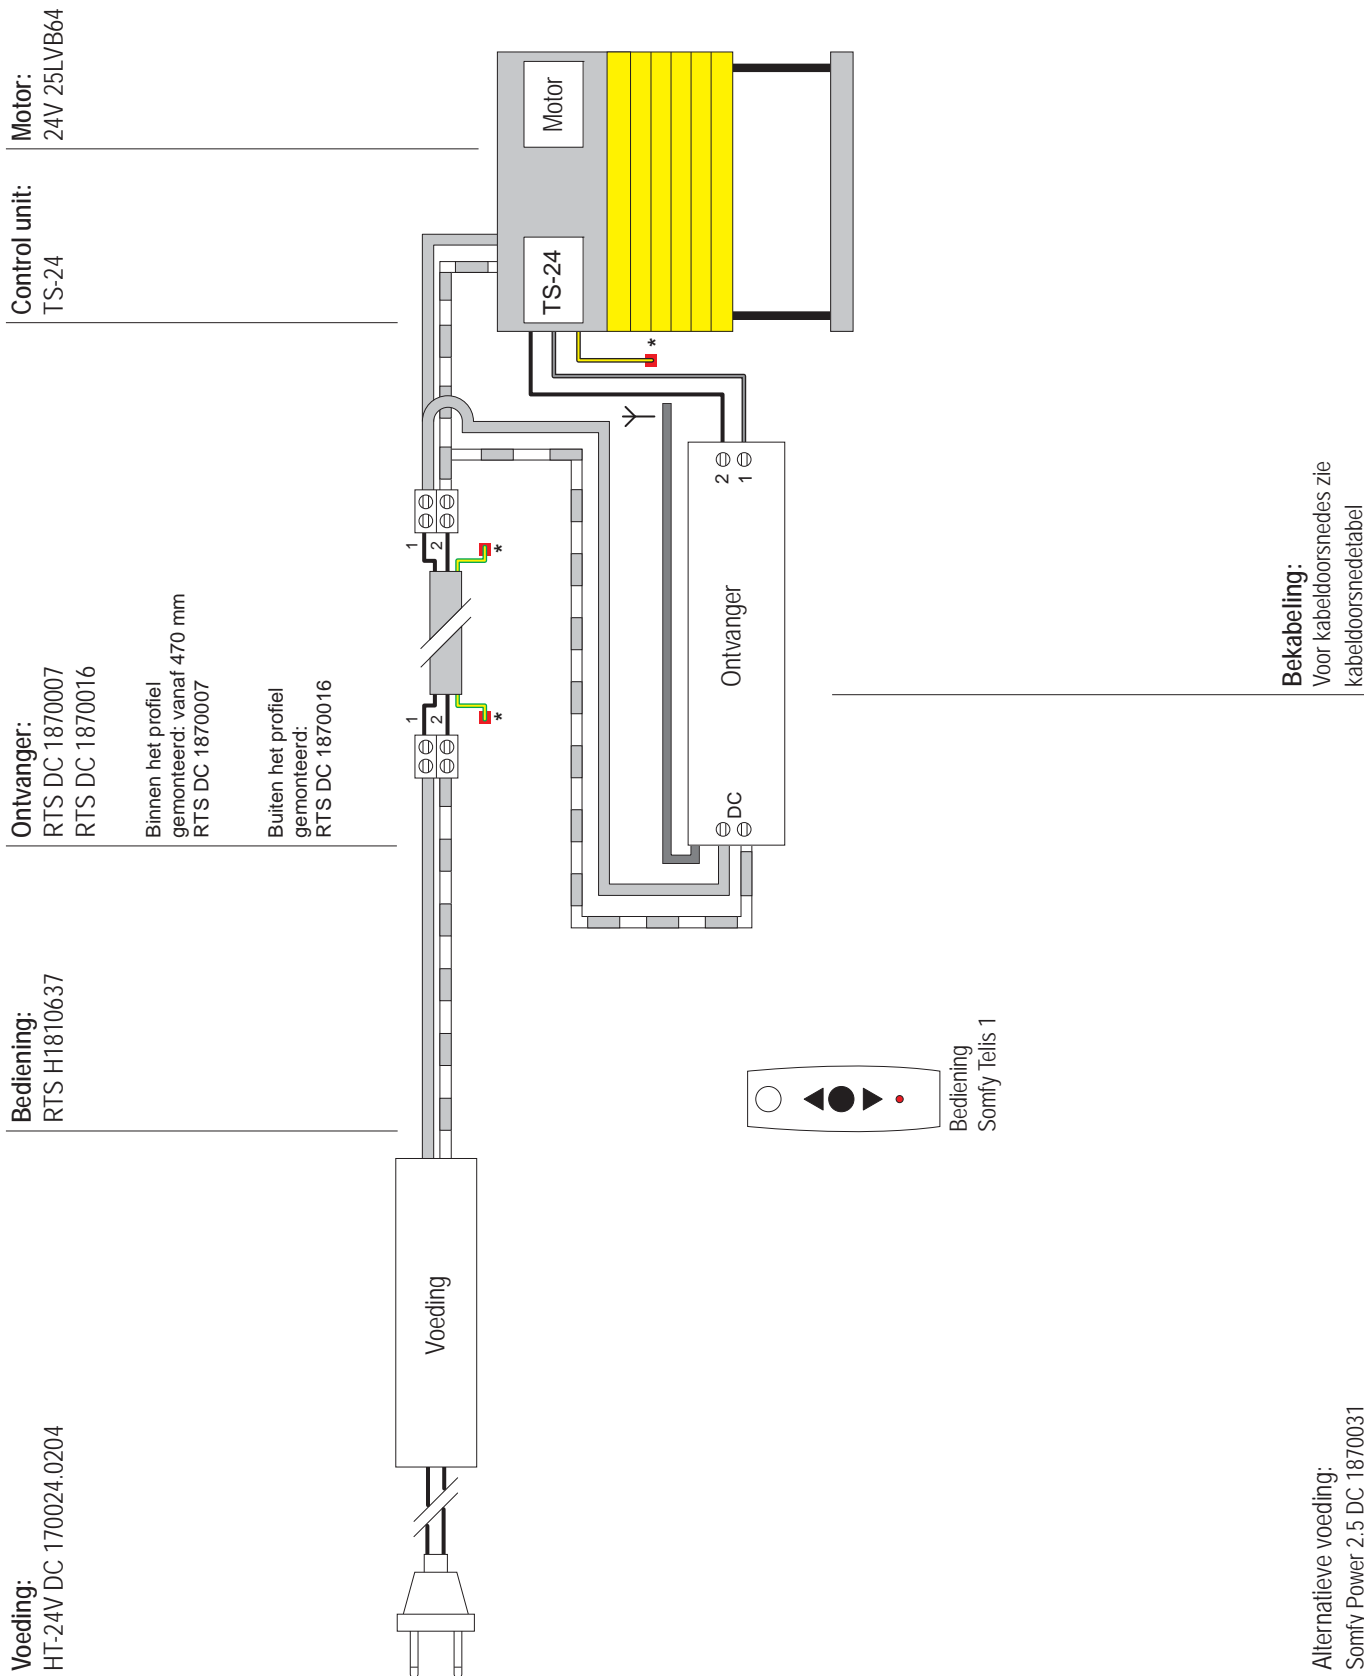 Voeding:
HT-24V DC 170024.0204
Bediening:
RTS H1810637
Ontvanger:
RTS DC 1870007
RTS DC 1870016
Binnen het profiel
gemonteerd: vanaf 470 mm
RTS DC 1870007
Buiten het profiel
gemonteerd:
RTS DC 1870016
Control unit:
TS-24
Motor:
24V 25LVB64
Voeding
1
2
*
1
2
*
TS-24
Motor
*
DC
Ontvanger
2
1
Bediening
Somfy Telis 1
Alternatieve voeding:
Somfy Power 2.5 DC 1870031
Bekabeling:
Voor kabeldoorsnedes zie
kabeldoorsnedetabel